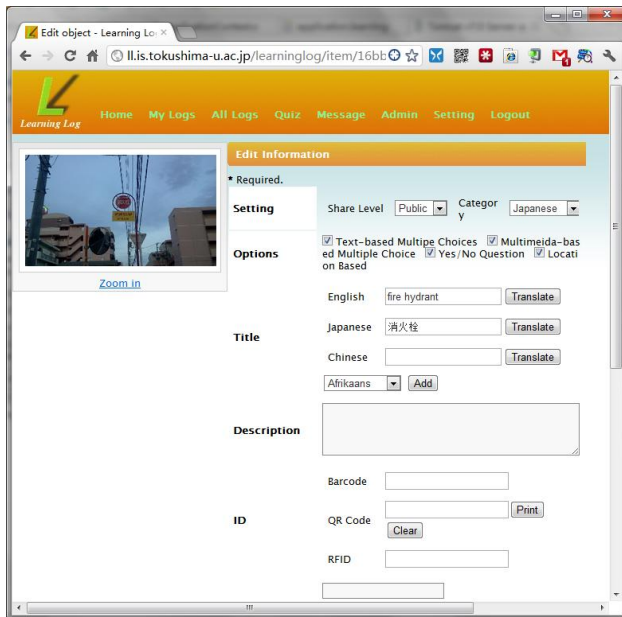 Edit object - Learning Lo
ll.is.tokushima-u.ac.jp/learninglog/item/16bb
Learning Log
Home My Logs All Logs Quiz Message Admin Setting Logout
Edit Information
* Required.
Setting Share Level Public Categor
y Japanese
Options
Text-based Multipe Choices Multimeida-bas
ed Multiple Choice Yes/No Question Locati
on Based
Zoom in
Title
English fire hydrant Translate
Japanese 消火栓 Translate
Chinese Translate
Afrikaans Add
Description
Barcode
ID
QR Code Print
Clear
RFID